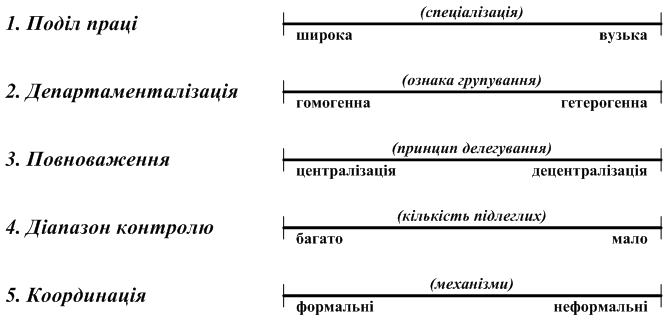 1. Поділ праці
(спеціалізація)
широка вузька
2. Департаменталізація
(ознака групування)
гомогенна гетерогенна
3. Повноваження
(принцип делегування)
централізація децентралізація
4. Діапазон контролю
(кількість підлеглих)
багато мало
5. Координація
(механізми)
формальні неформальні